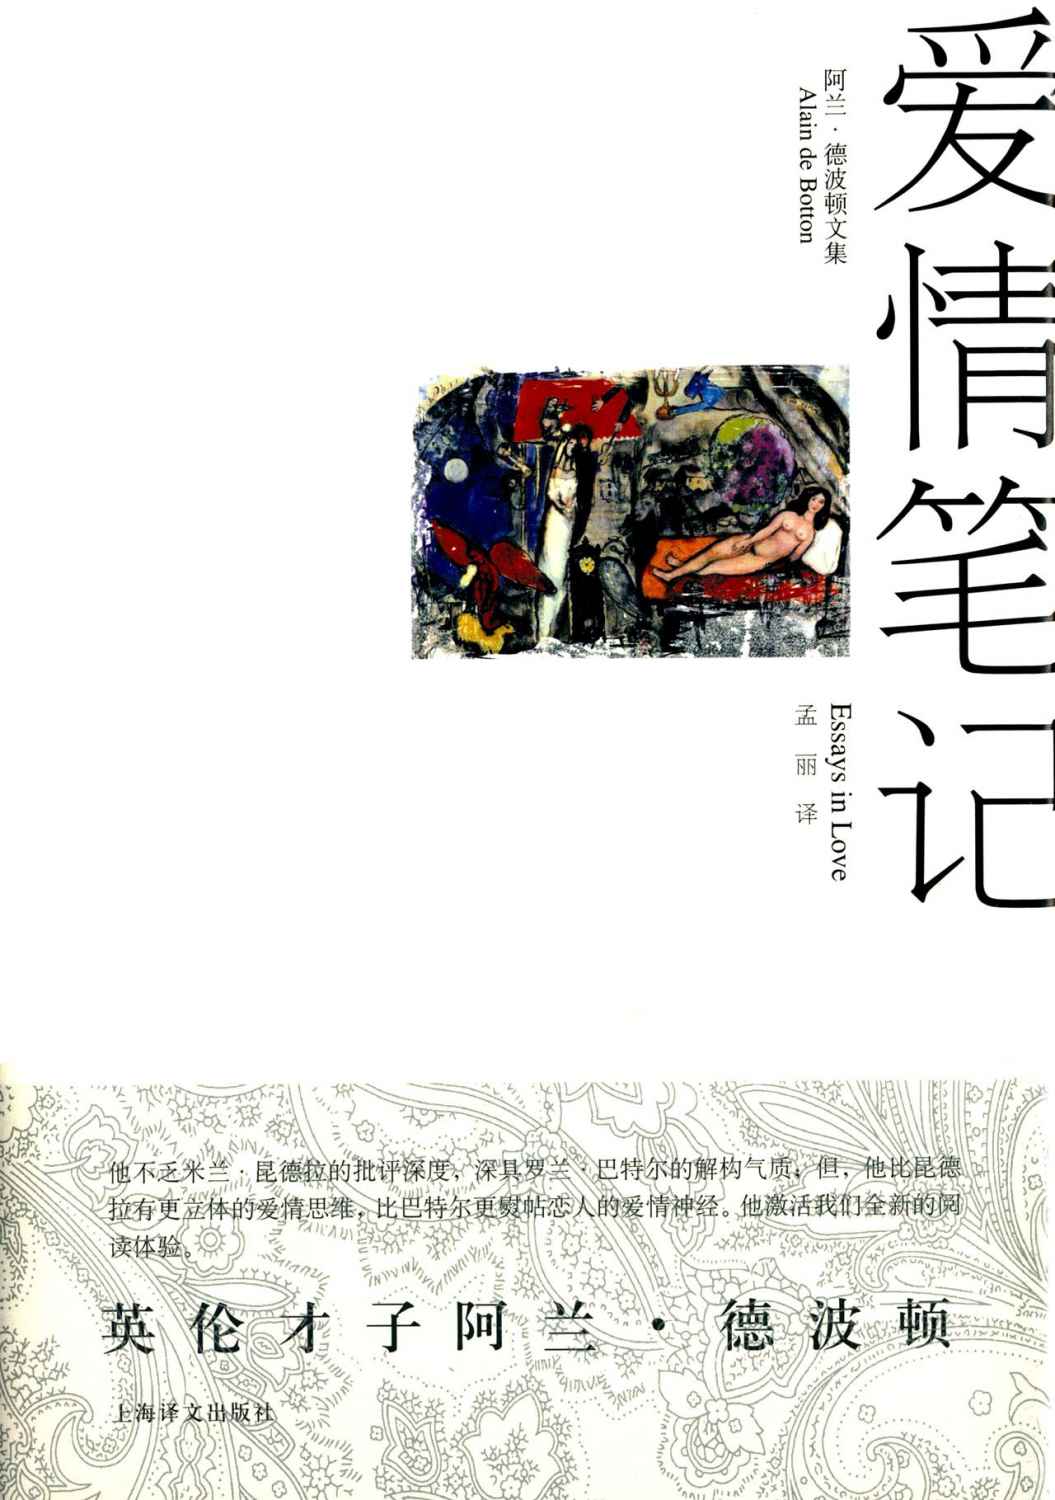 爱情笔记
阿兰·德波顿文集
Alain de Botton
Essays in Love
孟丽 译
他不乏米兰·昆德拉的批评深度，深具罗兰·巴特尔的解构气质；但，他比昆德
拉有更立体的爱情思维，比巴特尔更熨帖恋人的爱情神经。他激活我们全新的阅
读体验。
英伦才子阿兰·德波顿
上海译文出版社